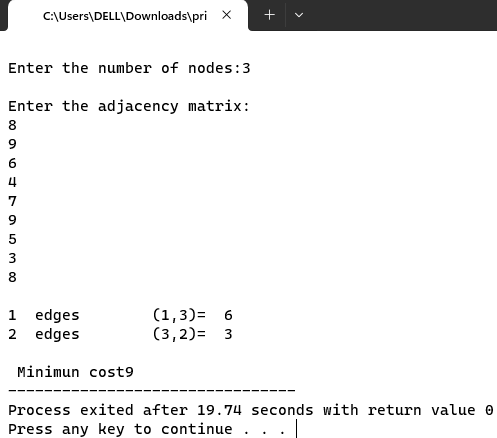 C:\Users\DELL\Downloads\pri
Enter the number of nodes:3
Enter the adjacency matrix:
8
9
6
4
7
9
5
3
8
1 edges (1,3)= 6
2 edges (3,2)= 3
Minimun cost9
--------------------------------
Process exited after 19.74 seconds with return value 0
Press any key to continue . . .